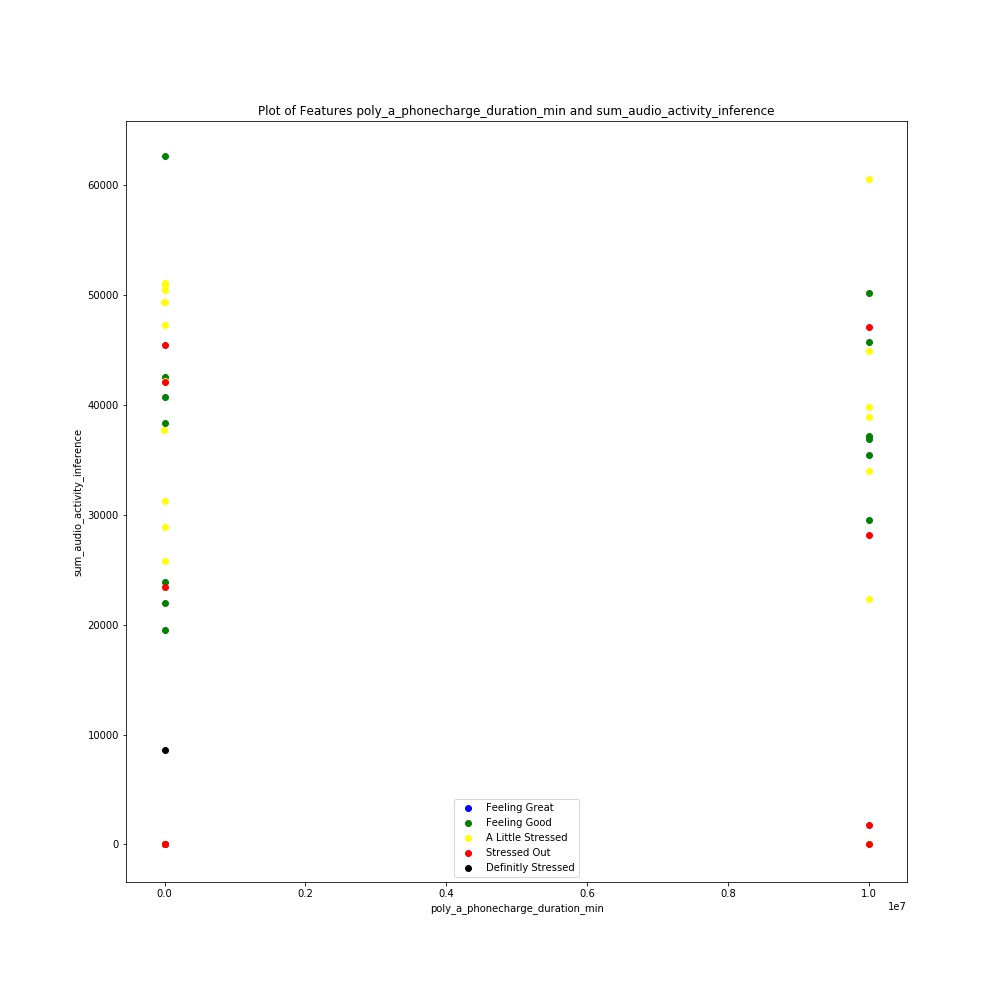 Plot of Features poly_a_phonecharge_duration_min and sum_audio_activity_inference
sum_audio_activity_inference
60000
50000
40000
30000
20000
10000
0
Feeling Great
Feeling Good
A Little Stressed
Stressed Out
Definitly Stressed
0.0 0.2 0.4 0.6 0.8 1.0
1e7
poly_a_phonecharge_duration_min